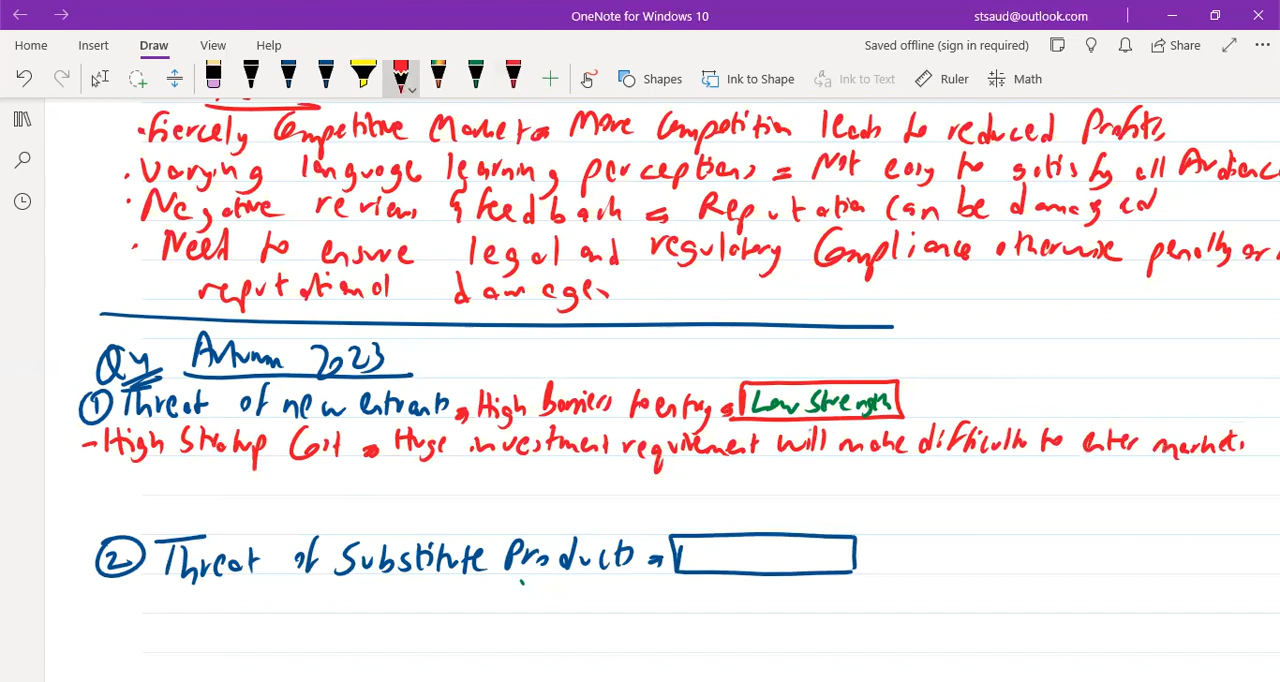 OneNote for Windows 10
stsaud@outlook.com
Home Insert Draw View Help
Saved offline (sign in required) Share
Shapes Ink to Shape Ink to Text Ruler Math
Fiercely Competitive Market More Competition leads to reduced Profits
Varying language learning perceptions = Not easy to satisfy all Audience
Negative reviews & feedback = Reputation can be damaged
Need to ensure legal and regulatory Compliance otherwise penalty or
reputational damages
Q4 Autumn 2023
① Threat of new entrants → High Barriers to entry = Low Strength
- High Startup Cost → Huge investment requirement will make difficult to enter market.
② Threat of Substitute Products =